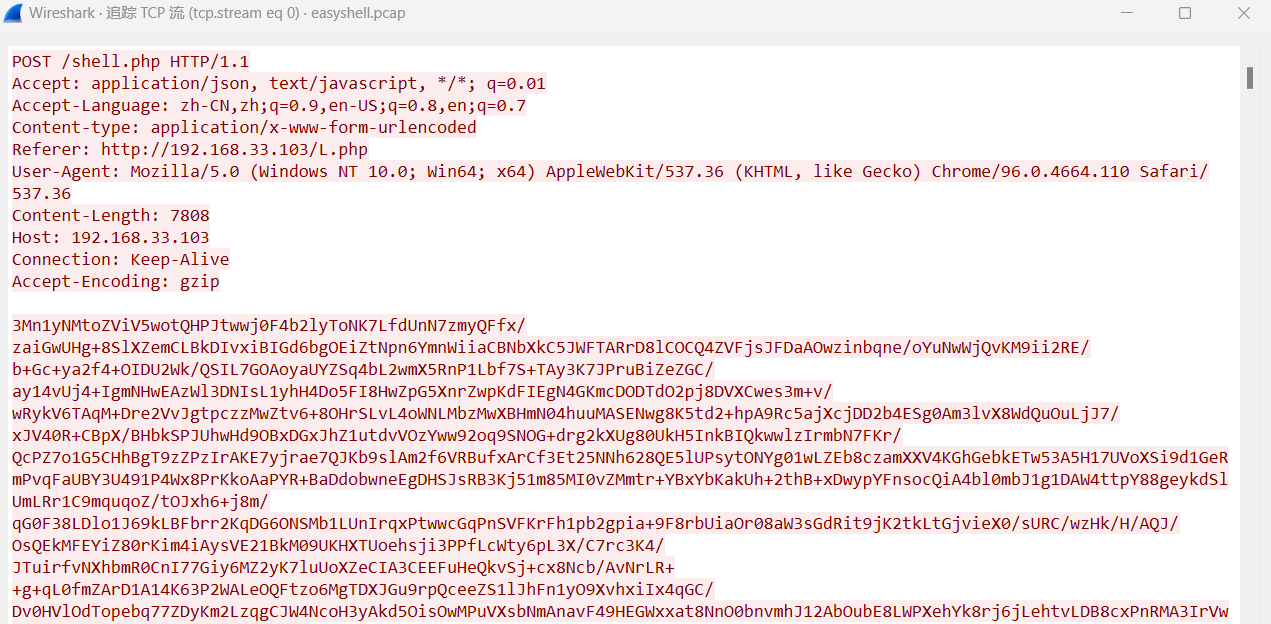 Wireshark · 追踪 TCP 流 (tcp.stream eq 0) · easyshell.pcap
POST /shell.php HTTP/1.1
Accept: application/json, text/javascript, */*; q=0.01
Accept-Language: zh-CN,zh;q=0.9,en-US;q=0.8,en;q=0.7
Content-type: application/x-www-form-urlencoded
Referer: http://192.168.33.103/L.php
User-Agent: Mozilla/5.0 (Windows NT 10.0; Win64; x64) AppleWebKit/537.36 (KHTML, like Gecko) Chrome/96.0.4664.110 Safari/
537.36
Content-Length: 7808
Host: 192.168.33.103
Connection: Keep-Alive
Accept-Encoding: gzip
3Mn1yNMtoZViV5wotQHPJtwwj0F4b2lyToNK7LfdUnN7zmyQFfx/
zaiGwUHg+8SlXZemCLBkDIvxiBIGd6bgOEiZtNpn6YmnWiiaCBNbXkC5JWFTARrD8lCOCQ4ZVFjsJFDaAOwzinbqne/oYuNwWjQvKM9ii2RE/
b+Gc+ya2f4+OIDU2Wk/QSIL7GOAoyaUYZSq4bL2wmX5RnP1Lbf7S+TAy3K7JPruBiZeZGC/
ay14vUj4+IgmNHwEAzWl3DNIsL1yhH4Do5FI8HwZpG5XnrZwpKdFIEgN4GKmcDODTdO2pj8DVXCwes3m+v/
wRykV6TAqM+Dre2VvJgtpczzMwZtv6+8OHrSLvL4oWNLMbzMwXBHmN04huuMASENwg8K5td2+hpA9Rc5ajXcjDD2b4ESg0Am3lvX8WdQuOuLjJ7/
xJV40R+CBpX/BHbkSPJUhwHd9OBxDGxJhZ1utdvVOzYww92oq9SNOG+drg2kXUg80UkH5InkBIQkwwlzIrmbN7FKr/
QcPZ7o1G5CHhBgT9zZPzIrAKE7yjrae7QJKb9slAm2f6VRBufxArCf3Et25NNh628QE5lUPsytONYg01wLZEb8czamXXV4KGhGebkETw53A5H17UVoXSi9d1GeR
mPvqFaUBY3U491P4Wx8PrKkoAaPYR+BaDdobwneEgDHSJsRB3Kj51m85MI0vZMmtr+YBxYbKakUh+2thB+xDwypYFnsocQiA4bl0mbJ1g1DAW4ttpY88geykdSl
UmLRr1C9mquqoZ/tOJxh6+j8m/
qG0F38LDlo1J69kLBFbrr2KqDG6ONSMb1LUnIrqxPtwwcGqPnSVFKrFh1pb2gpia+9F8rbUiaOr08aW3sGdRit9jK2tkLtGjvieX0/sURC/wzHk/H/AQJ/
OsQEkMFEYiZ80rKim4iAysVE21BkM09UKHXTUoehsji3PPfLcWty6pL3X/C7rc3K4/
JTuirfvNXhbmR0CnI77Giy6MZ2yK7luUoXZeCIA3CEEFuHeQkvSj+cx8Ncb/AvNrLR+
+g+qL0fmZArD1A14K63P2WALeOQFtzo6MgTDXJGu9rpQceeZS1lJhFn1yO9XvhxiIx4qGC/
Dv0HVlOdTopebq77ZDyKm2LzqgCJW4NcoH3yAkd5OisOwMPuVXsbNmAnavF49HEGWxxat8NnO0bnvmhJ12AbOubE8LWPXehYk8rj6jLehtvLDB8cxPnRMA3IrVw